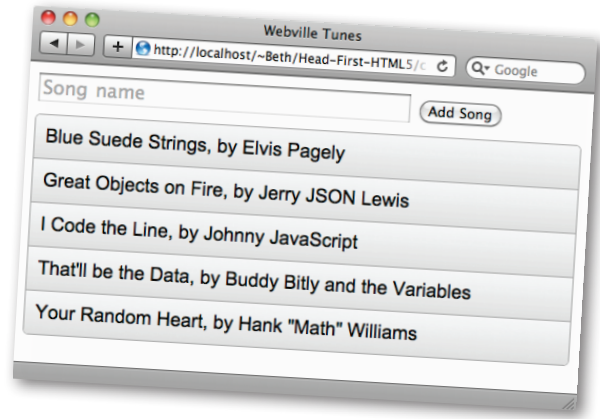 Webville Tunes
http://localhost/~Beth/Head-First-HTML5/c
Google
Song name
Add Song
Blue Suede Strings, by Elvis Pagely
Great Objects on Fire, by Jerry JSON Lewis
I Code the Line, by Johnny JavaScript
That'll be the Data, by Buddy Bitly and the Variables
Your Random Heart, by Hank "Math" Williams